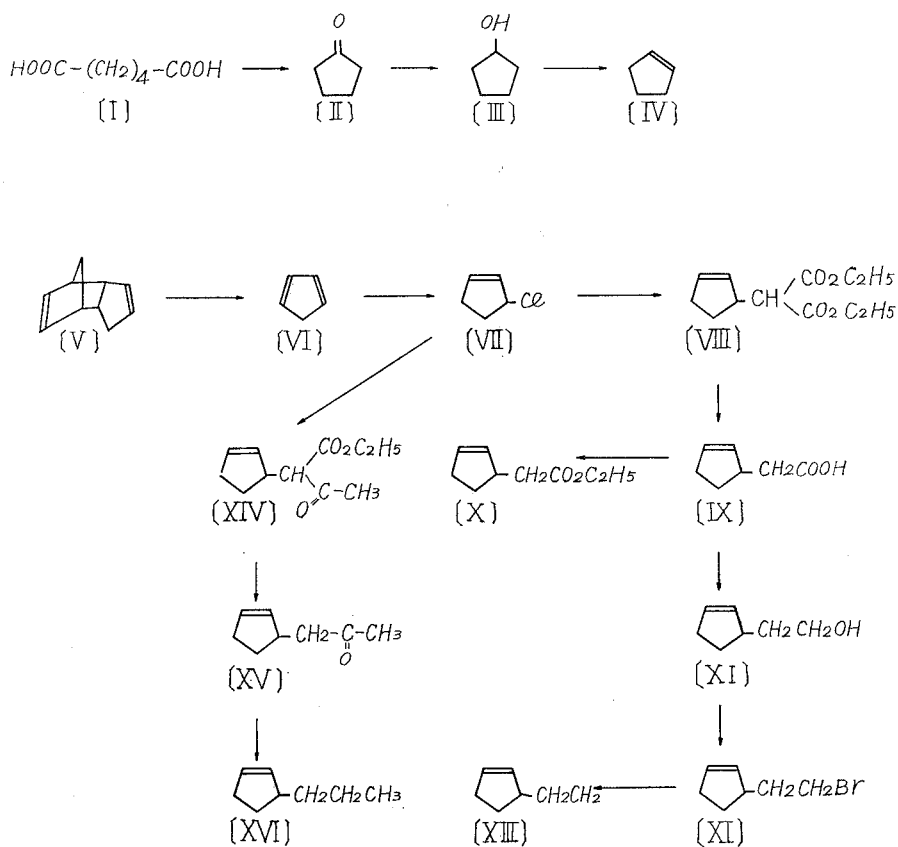 O
OH
HOOC-(CH2)4-COOH
[I]
[II]
[III]
[IV]
[V]
[VI]
Cl
[VII]
CH
CO2C2H5
CO2C2H5
[VIII]
CH
CO2C2H5
C-CH3
O
[XIV]
CH2CO2C2H5
[X]
CH2COOH
[IX]
CH2-C-CH3
O
[XV]
CH2CH2OH
[XI]
CH2CH2CH3
[XVI]
CH2CH2
[XIII]
CH2CH2Br
[XI]